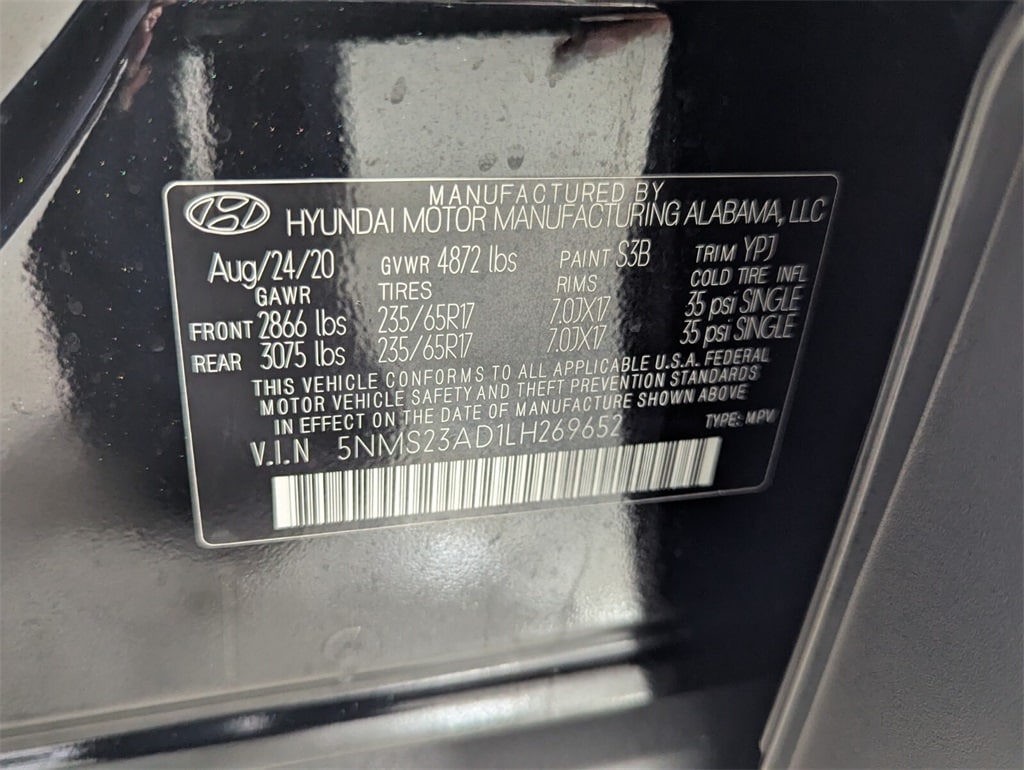 MANUFACTURED BY
HYUNDAI MOTOR MANUFACTURING ALABAMA, LLC
Aug/24/20 GVWR 4872 lbs PAINT S3B TRIM YPJ
GAWR TIRES RIMS COLD TIRE INFL
FRONT 2866 lbs 235/65R17 7.0JX17 35 psi SINGLE
REAR 3075 lbs 235/65R17 7.0JX17 35 psi SINGLE
THIS VEHICLE CONFORMS TO ALL APPLICABLE U.S.A. FEDERAL
MOTOR VEHICLE SAFETY AND THEFT PREVENTION STANDARDS
IN EFFECT ON THE DATE OF MANUFACTURE SHOWN ABOVE
V.I.N 5NMS23AD1LH269652 TYPE: MPV